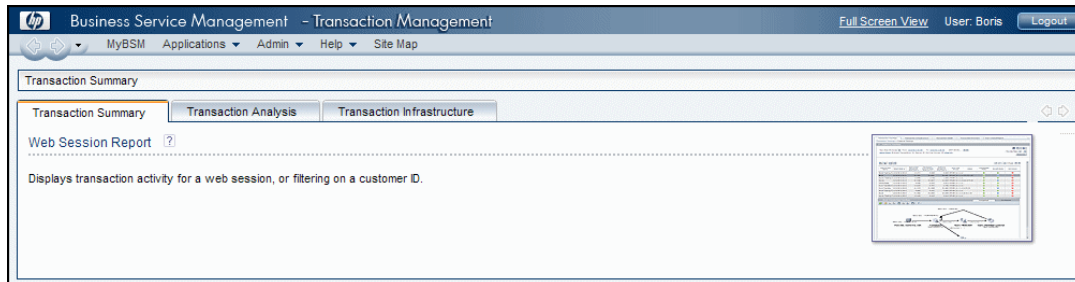 hp Business Service Management - Transaction Management Full Screen View User: Boris Logout
MyBSM Applications Admin Help Site Map
Transaction Summary
Transaction Summary Transaction Analysis Transaction Infrastructure
Web Session Report ?
Displays transaction activity for a web session, or filtering on a customer ID.